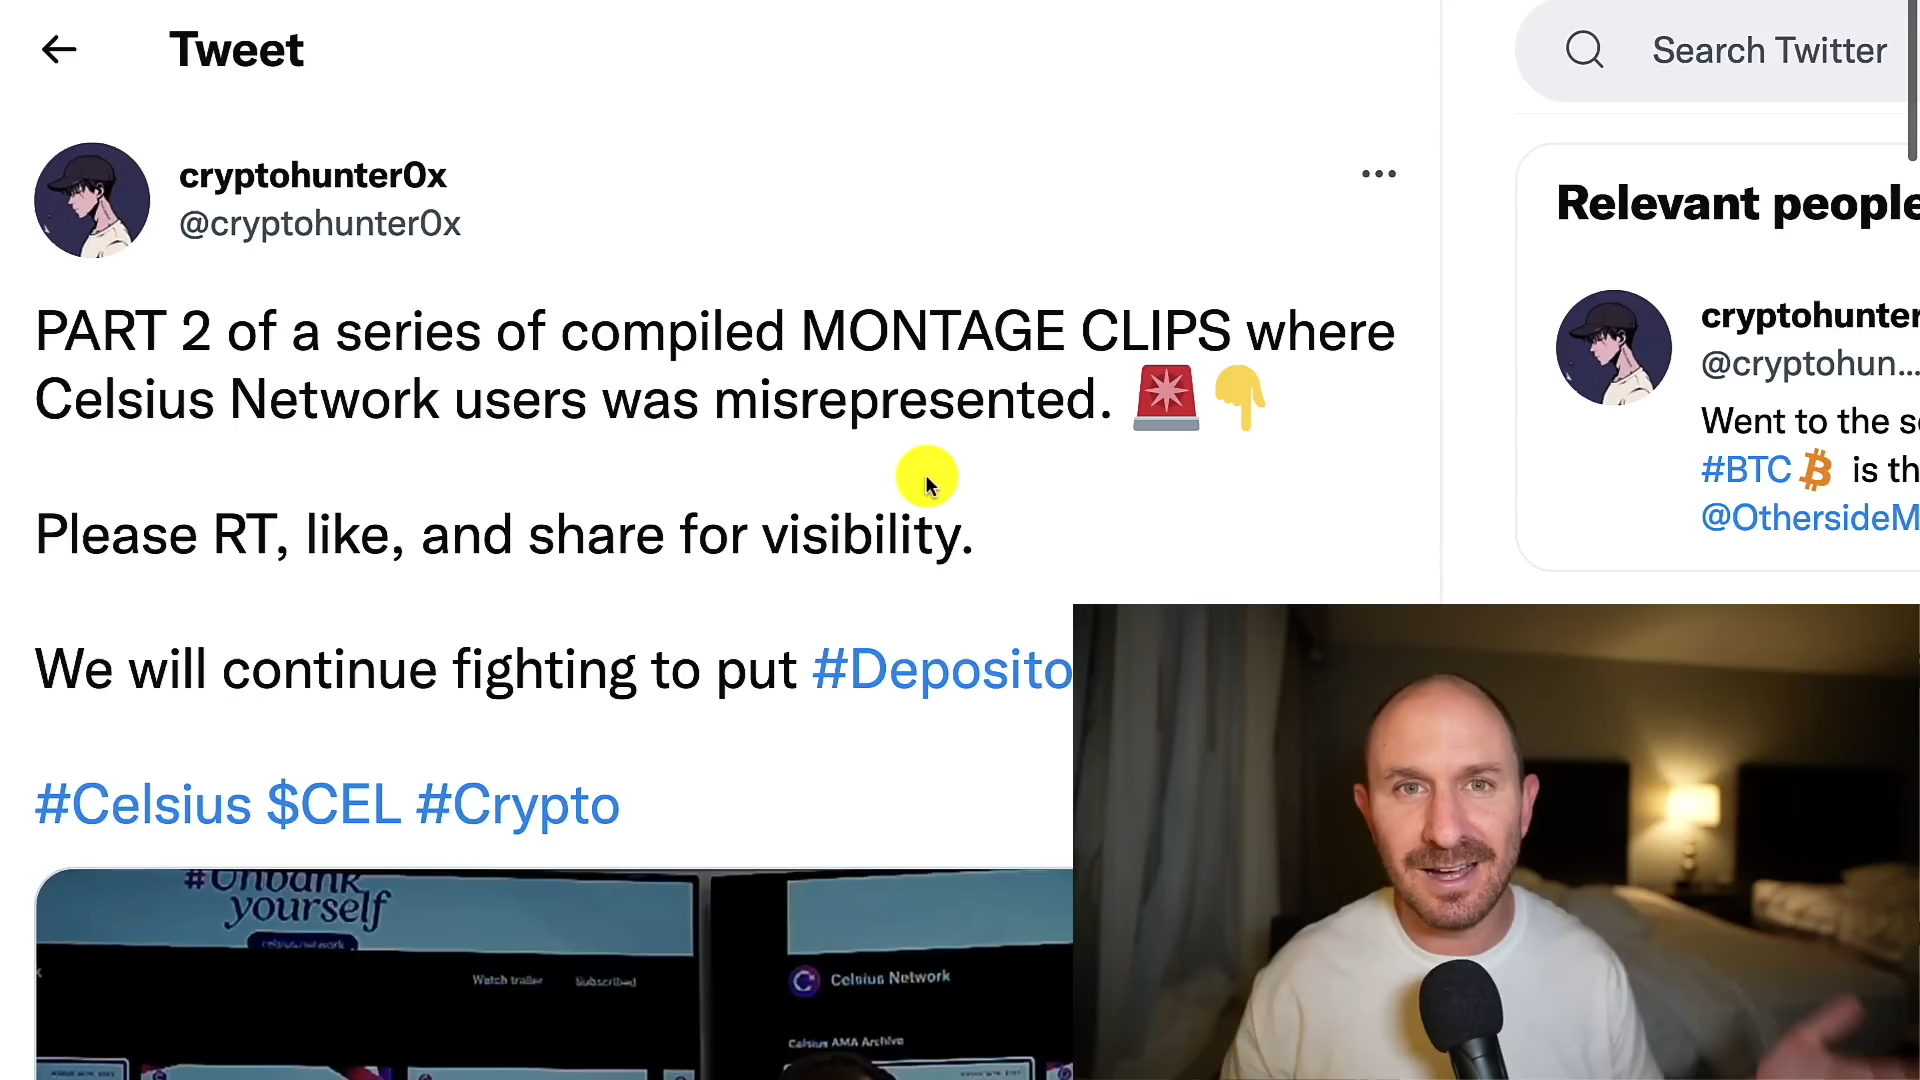 Tweet
Search Twitter
cryptohunter0x
@cryptohunter0x
Relevant people
cryptohunter
@cryptohun...
Went to the s
#BTC is th
@OthersideM
PART 2 of a series of compiled MONTAGE CLIPS where
Celsius Network users was misrepresented.
Please RT, like, and share for visibility.
We will continue fighting to put #Deposito
#Celsius $CEL #Crypto
#Unbank
yourself
celsius.network
Watch trailer Subscribed
Celsius Network
Celsius AMA Archive